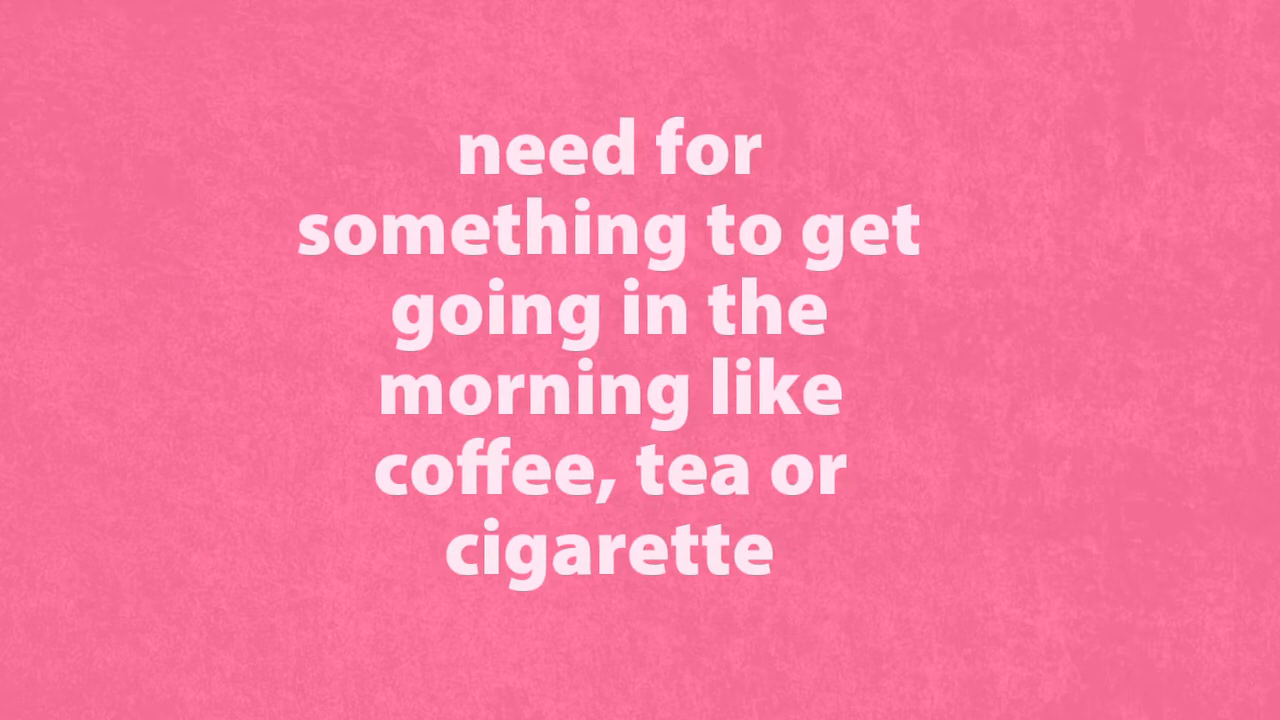 need for
something to get
going in the
morning like
coffee, tea or
cigarette